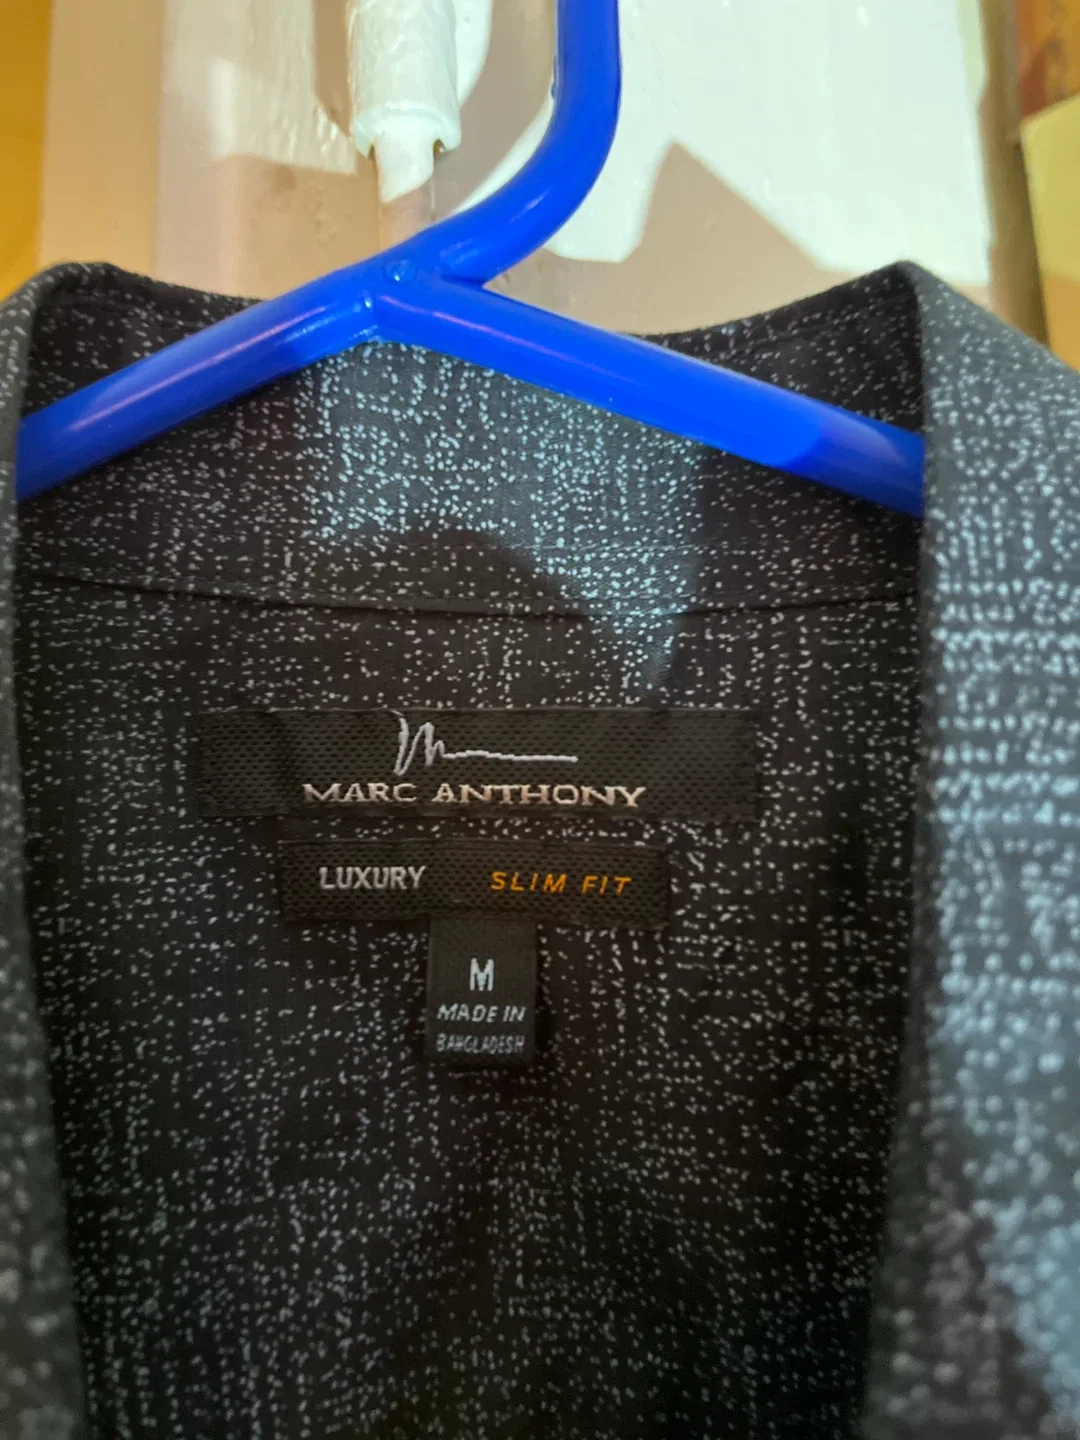 MARC ANTHONY
LUXURY SLIM FIT
M
MADE IN
BANGLADESH